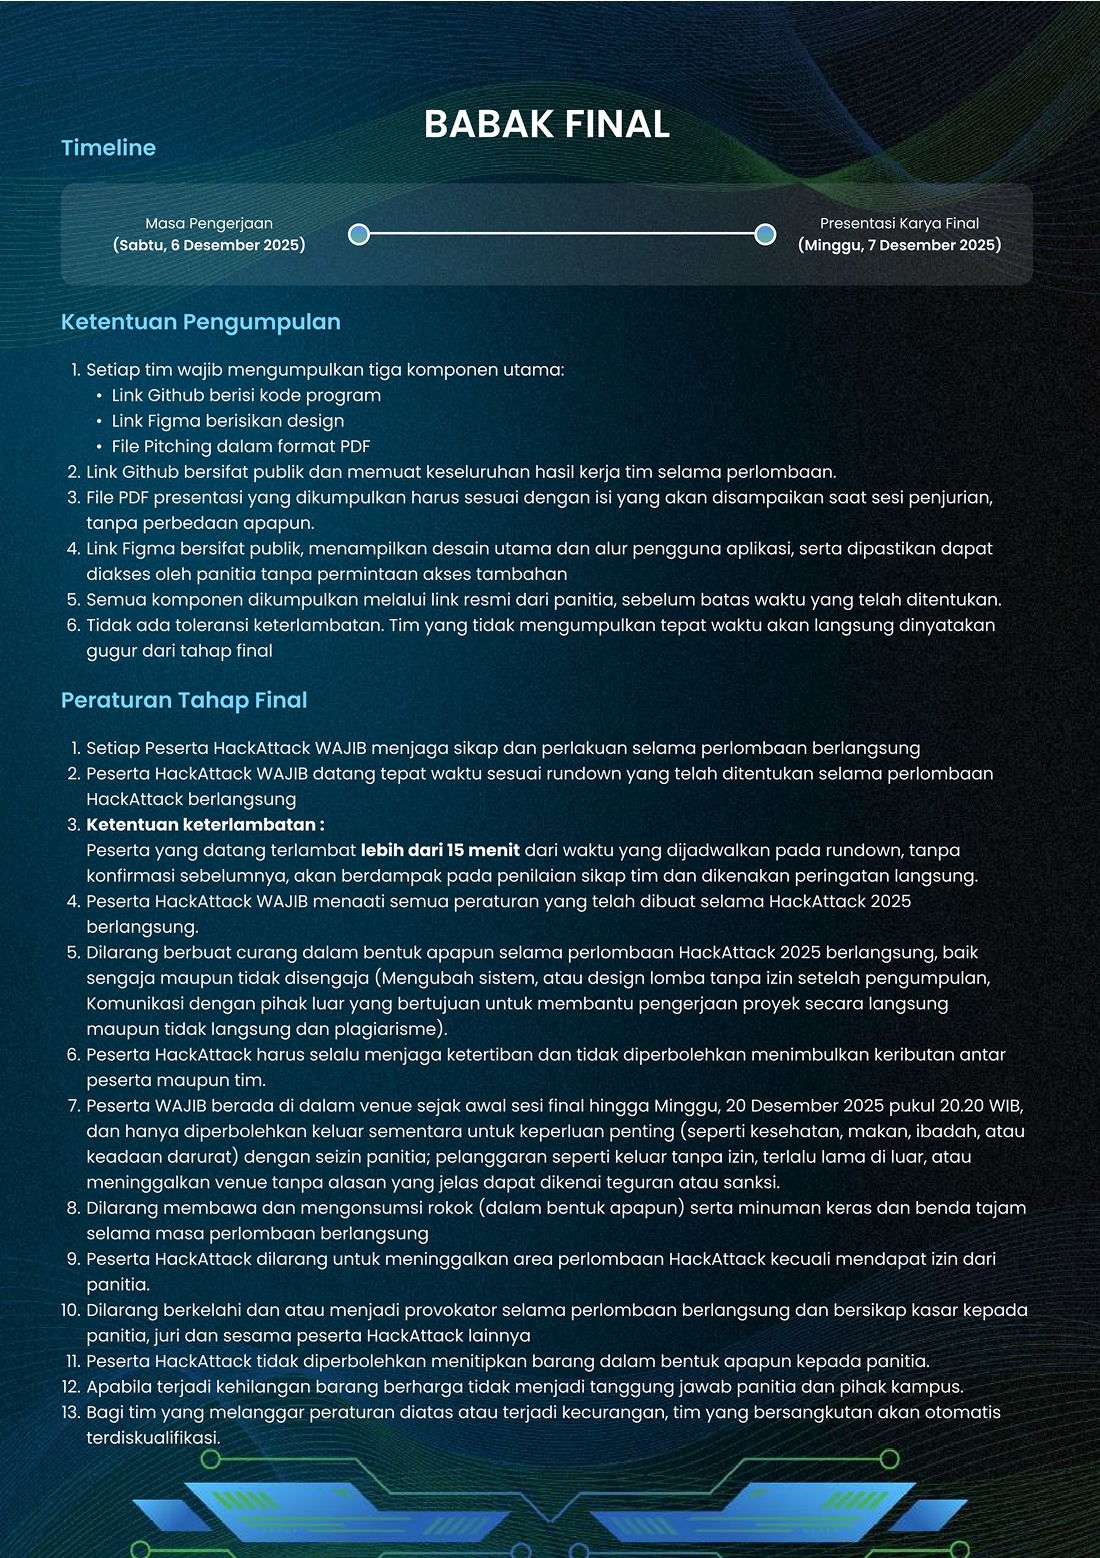 BABAK FINAL
Timeline
Masa Pengerjaan
(Sabtu, 6 Desember 2025)
Presentasi Karya Final
(Minggu, 7 Desember 2025)
Ketentuan Pengumpulan
1. Setiap tim wajib mengumpulkan tiga komponen utama:
• Link Github berisi kode program
• Link Figma berisikan design
• File Pitching dalam format PDF
2. Link Github bersifat publik dan memuat keseluruhan hasil kerja tim selama perlombaan.
3. File PDF presentasi yang dikumpulkan harus sesuai dengan isi yang akan disampaikan saat sesi penjurian,
tanpa perbedaan apapun.
4. Link Figma bersifat publik, menampilkan desain utama dan alur pengguna aplikasi, serta dipastikan dapat
diakses oleh panitia tanpa permintaan akses tambahan
5. Semua komponen dikumpulkan melalui link resmi dari panitia, sebelum batas waktu yang telah ditentukan.
6. Tidak ada toleransi keterlambatan. Tim yang tidak mengumpulkan tepat waktu akan langsung dinyatakan
gugur dari tahap final
Peraturan Tahap Final
1. Setiap Peserta HackAttack WAJIB menjaga sikap dan perlakuan selama perlombaan berlangsung
2. Peserta HackAttack WAJIB datang tepat waktu sesuai rundown yang telah ditentukan selama perlombaan
HackAttack berlangsung
3. Ketentuan keterlambatan :
Peserta yang datang terlambat lebih dari 15 menit dari waktu yang dijadwalkan pada rundown, tanpa
konfirmasi sebelumnya, akan berdampak pada penilaian sikap tim dan dikenakan peringatan langsung.
4. Peserta HackAttack WAJIB menaati semua peraturan yang telah dibuat selama HackAttack 2025
berlangsung.
5. Dilarang berbuat curang dalam bentuk apapun selama perlombaan HackAttack 2025 berlangsung, baik
sengaja maupun tidak disengaja (Mengubah sistem, atau design lomba tanpa izin setelah pengumpulan,
Komunikasi dengan pihak luar yang bertujuan untuk membantu pengerjaan proyek secara langsung
maupun tidak langsung dan plagiarisme).
6. Peserta HackAttack harus selalu menjaga ketertiban dan tidak diperbolehkan menimbulkan keributan antar
peserta maupun tim.
7. Peserta WAJIB berada di dalam venue sejak awal sesi final hingga Minggu, 20 Desember 2025 pukul 20.20 WIB,
dan hanya diperbolehkan keluar sementara untuk keperluan penting (seperti kesehatan, makan, ibadah, atau
keadaan darurat) dengan seizin panitia; pelanggaran seperti keluar tanpa izin, terlalu lama di luar, atau
meninggalkan venue tanpa alasan yang jelas dapat dikenai teguran atau sanksi.
8. Dilarang membawa dan mengonsumsi rokok (dalam bentuk apapun) serta minuman keras dan benda tajam
selama masa perlombaan berlangsung
9. Peserta HackAttack dilarang untuk meninggalkan area perlombaan HackAttack kecuali mendapat izin dari
panitia.
10. Dilarang berkelahi dan atau menjadi provokator selama perlombaan berlangsung dan bersikap kasar kepada
panitia, juri dan sesama peserta HackAttack lainnya
11. Peserta HackAttack tidak diperbolehkan menitipkan barang dalam bentuk apapun kepada panitia.
12. Apabila terjadi kehilangan barang berharga tidak menjadi tanggung jawab panitia dan pihak kampus.
13. Bagi tim yang melanggar peraturan diatas atau terjadi kecurangan, tim yang bersangkutan akan otomatis
terdiskualifikasi.